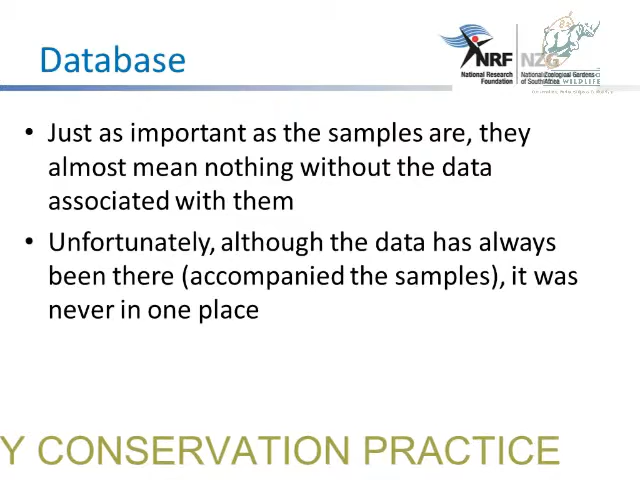 Database
NRF
NZG
National Research
Foundation
National Zoological Gardens
of South Africa
WILDLIFE
• Just as important as the samples are, they
almost mean nothing without the data
associated with them
• Unfortunately, although the data has always
been there (accompanied the samples), it was
never in one place
Y CONSERVATION PRACTICE